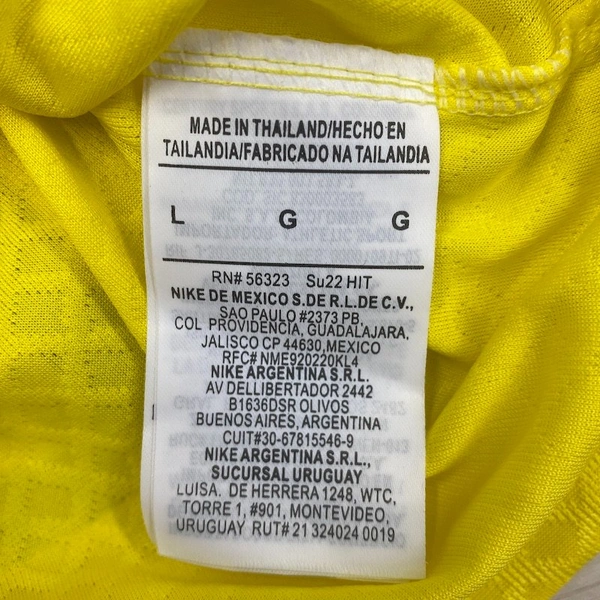 MADE IN THAILAND/HECHO EN
TAILANDIA/FABRICADO NA TAILANDIA
L G G
RN# 56323 Su22 HIT
NIKE DE MEXICO S.DE R.L.DE C.V.,
SAO PAULO #2373 PB,
COL PROVIDENCIA, GUADALAJARA,
JALISCO CP 44630,MEXICO
RFC# NME920220KL4
NIKE ARGENTINA S.R.L.
AV DELLIBERTADOR 2442
B1636DSR OLIVOS
BUENOS AIRES, ARGENTINA
CUIT#30-67815546-9
NIKE ARGENTINA S.R.L.,
SUCURSAL URUGUAY
LUISA. DE HERRERA 1248, WTC,
TORRE 1, #901, MONTEVIDEO,
URUGUAY RUT# 21 324024 0019